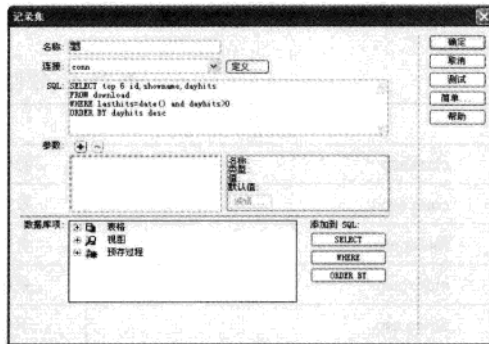 记录集
名称:
连接: conn 定义...
SQL: SELECT top 6 id,showname,dayhits
FROM download
WHERE lasthits=date() and dayhits>0
ORDER BY dayhits desc
参数:
名称:
类型:
值:
默认值:
编辑
数据库项:
表格
视图
预存过程
添加到 SQL:
SELECT
WHERE
ORDER BY
确定
取消
测试
简单...
帮助